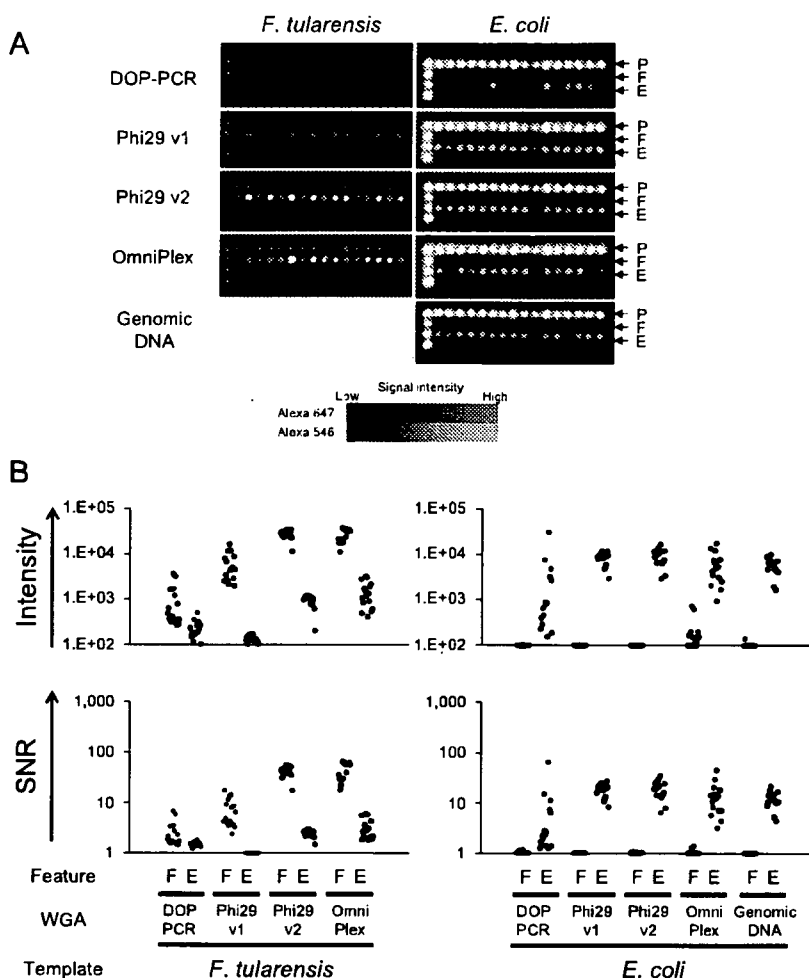 F. tularensis E. coli
A
DOP-PCR
P
F
E
Phi29 v1
P
F
E
Phi29 v2
P
F
E
OmniPlex
P
F
E
Genomic
DNA
P
F
E
Signal intensity
Low High
Alexa 647
Alexa 546
B
Intensity
1.E+05
1.E+04
1.E+03
1.E+02
1.E+05
1.E+04
1.E+03
1.E+02
SNR
1,000
100
10
1
1,000
100
10
1
Feature F E F E F E F E F E F E F E F E F E
WGA DOP PCR Phi29 v1 Phi29 v2 Omni Plex DOP PCR Phi29 v1 Phi29 v2 Omni Plex Genomic DNA
Template F. tularensis E. coli